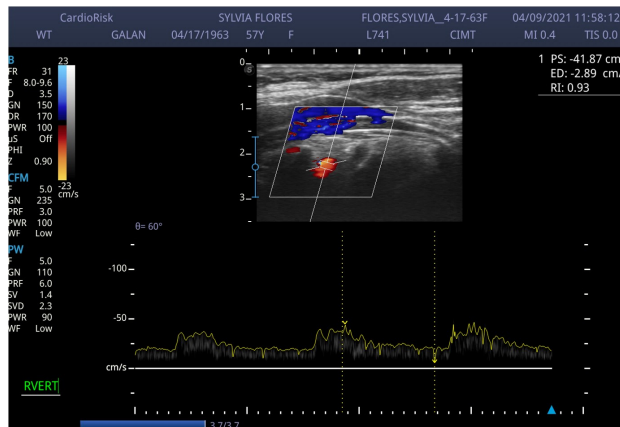 CardioRisk SYLVIA FLORES FLORES,SYLVIA__4-17-63F 04/09/2021 11:58:12
WT GALAN 04/17/1963 57Y F L741 CIMT MI 0.4 TIS 0.0
B
FR 31
F 8.0-9.6
D 3.5
GN 150
DR 170
PWR 100
µS Off
PHI
Z 0.90
CFM
F 5.0
GN 235
PRF 3.0
PWR 100
WF Low
PW
F 5.0
GN 110
PRF 6.0
SV 1.4
SVD 2.3
PWR 90
WF Low
RVERT
23
-23
cm/s
0
1
2
3
1 PS: -41.87 cm
ED: -2.89 cm/
RI: 0.93
θ= 60°
-100
-50
cm/s
3.7/3.7